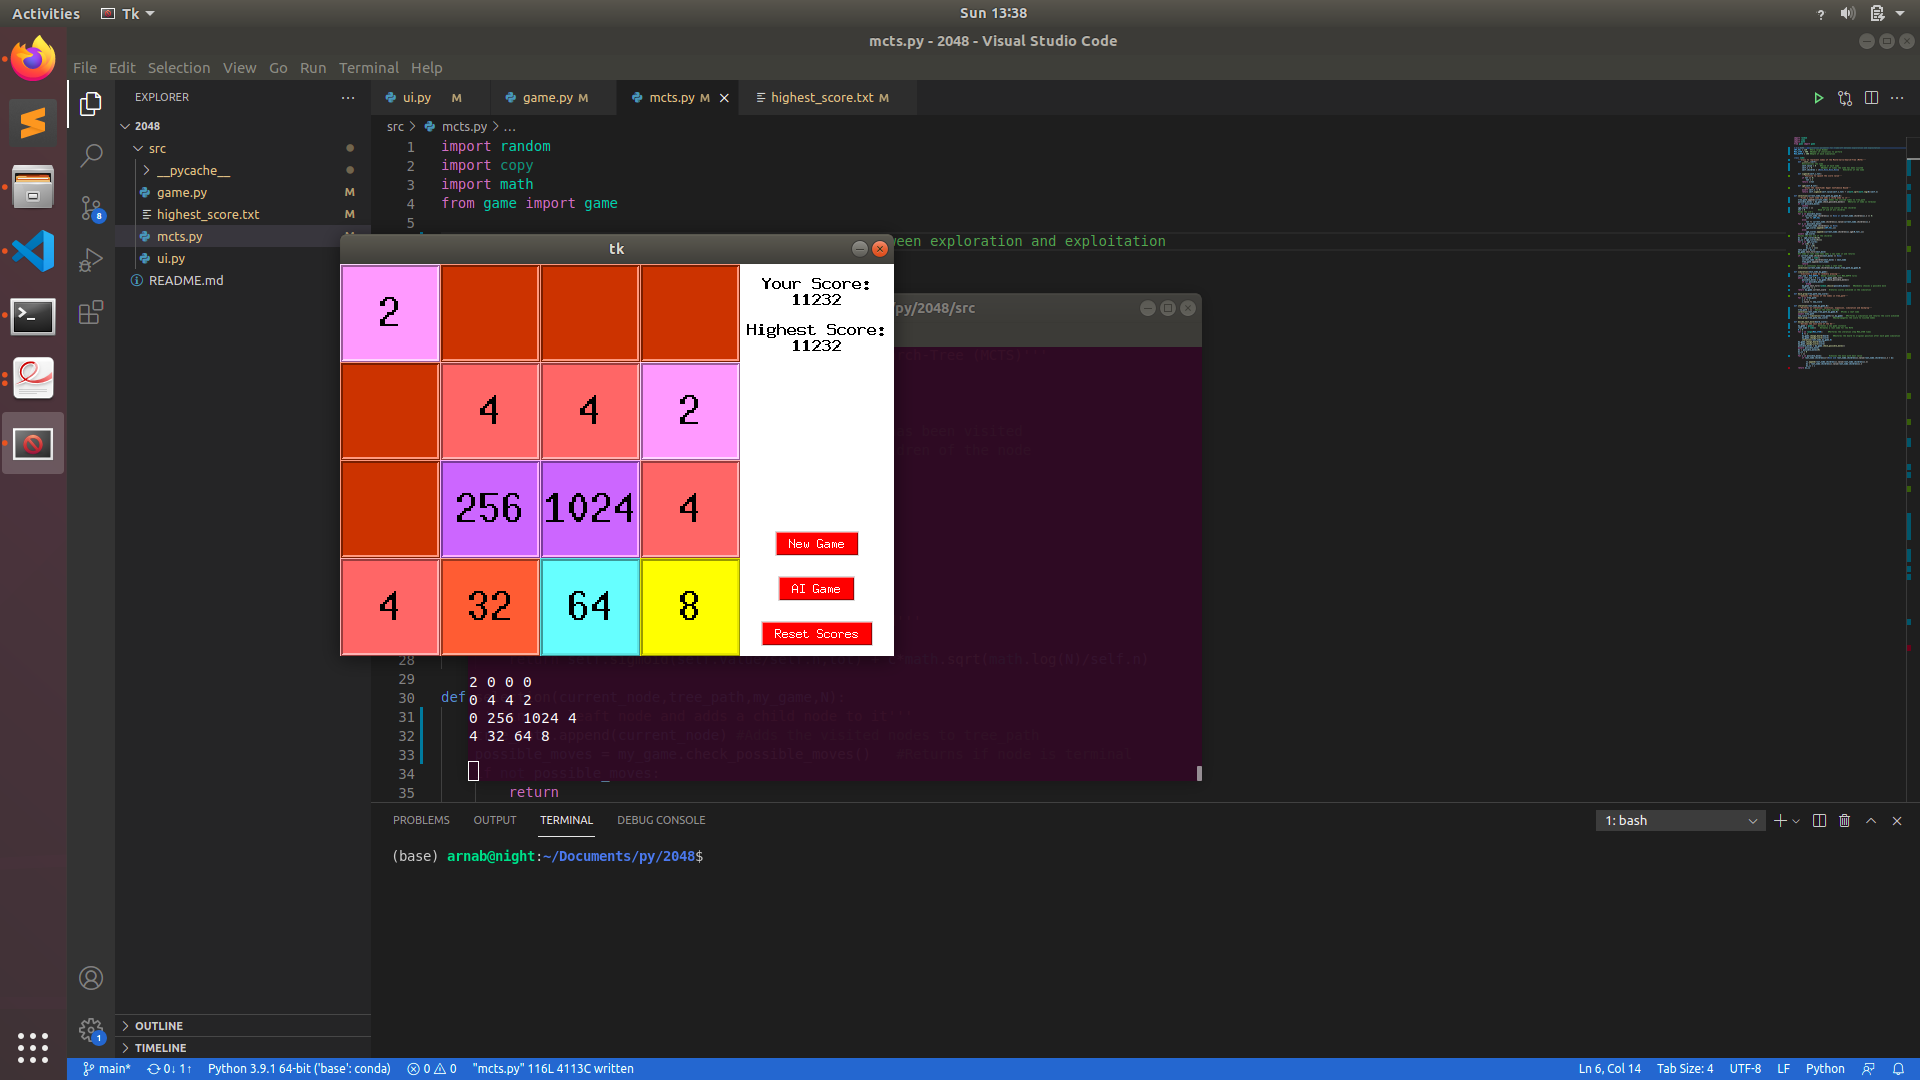 Activities Tk Sun 13:38
mcts.py - 2048 - Visual Studio Code
File Edit Selection View Go Run Terminal Help
EXPLORER ui.py M game.py M mcts.py M highest_score.txt M
2048
src
src mcts.py ...
__pycache__
game.py M
highest_score.txt M
mcts.py
ui.py
README.md
1 import random
2 import copy
3 import math
4 from game import game
5
een exploration and exploitation
tk
py/2048/src
2
4 4 2
256 1024 4
4 32 64 8
Your Score:
11232
Highest Score:
11232
New Game
AI Game
Reset Scores
28
29
30 def
31
32
33
34
35 return
2 0 0 0
0 4 4 2
0 256 1024 4
4 32 64 8
PROBLEMS OUTPUT TERMINAL DEBUG CONSOLE 1: bash
(base) arnab@night:~/Documents/py/2048$
8
1
OUTLINE
TIMELINE
main* 0↓ 1↑ Python 3.9.1 64-bit ('base': conda) 0 0 "mcts.py" 116L 4113C written Ln 6, Col 14 Tab Size: 4 UTF-8 LF Python